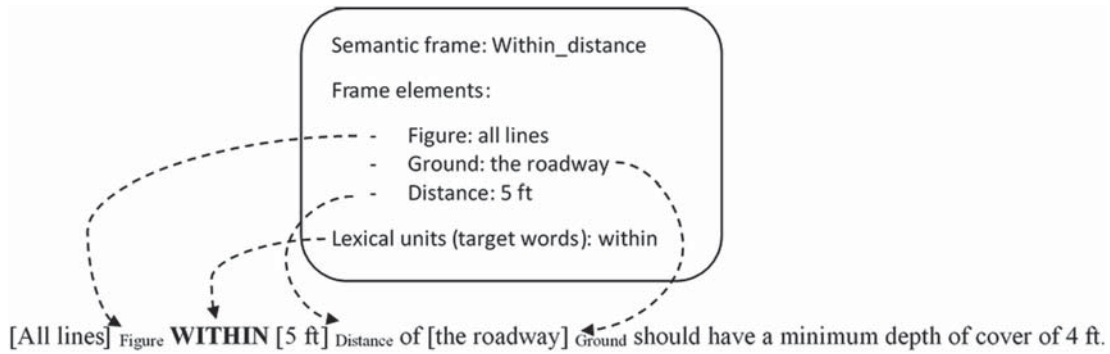 Semantic frame: Within_distance
Frame elements:
- Figure: all lines
- Ground: the roadway
- Distance: 5 ft
Lexical units (target words): within
[All lines] Figure WITHIN [5 ft] Distance of [the roadway] Ground should have a minimum depth of cover of 4 ft.